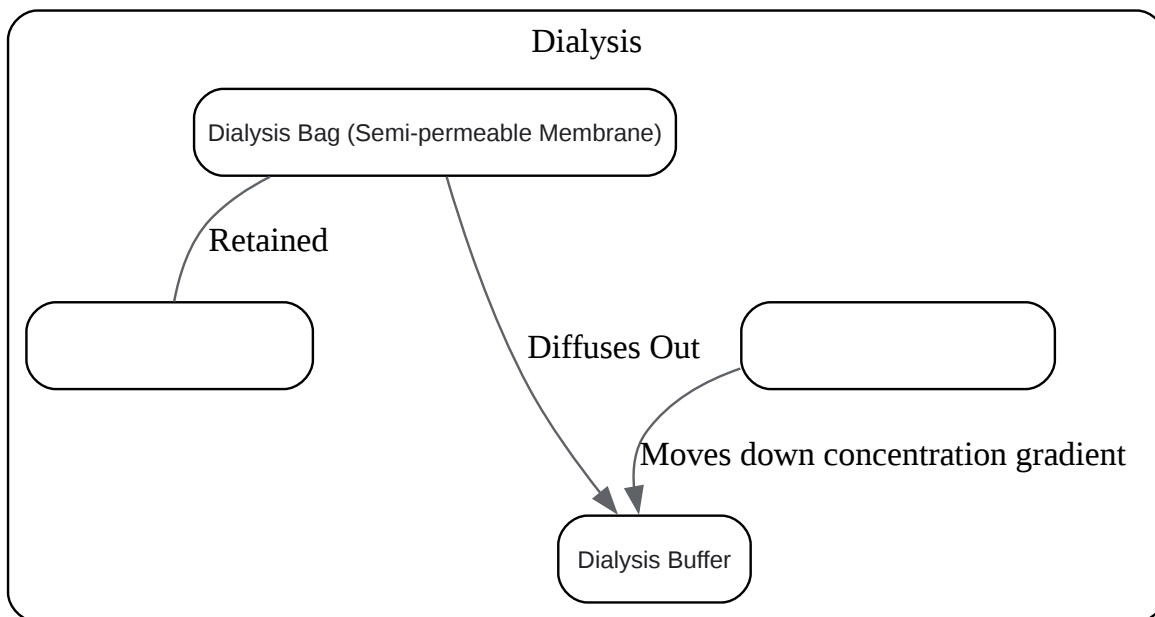 Dialysis
Dialysis Bag (Semi-permeable Membrane)
Retained
Diffuses Out
Moves down concentration gradient
Dialysis Buffer